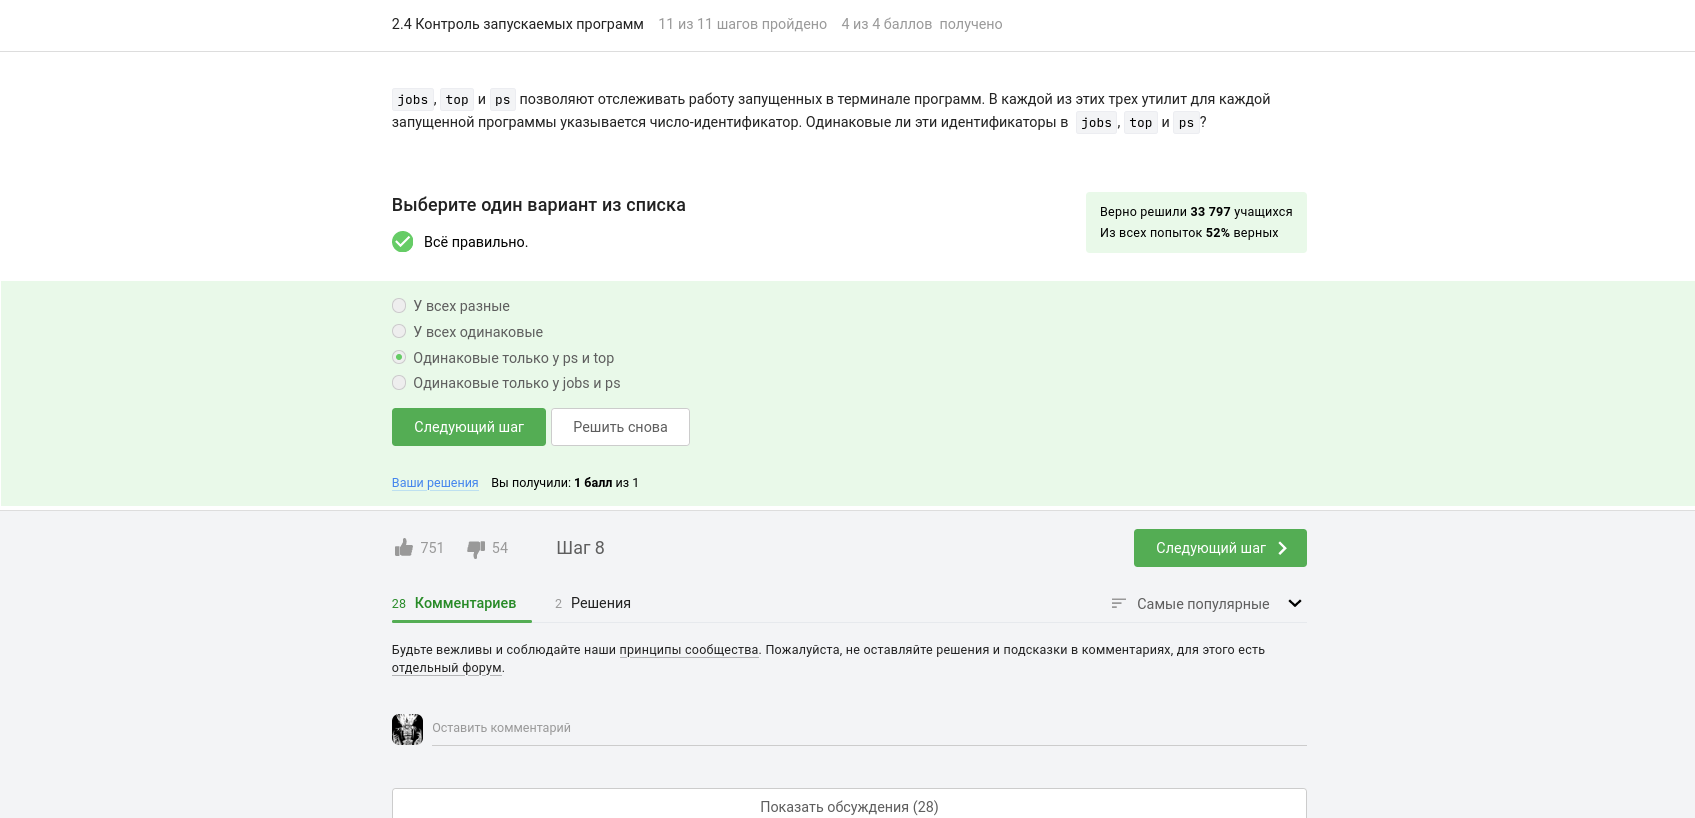 2.4 Контроль запускаемых программ 11 из 11 шагов пройдено 4 из 4 баллов получено
jobs, top и ps позволяют отслеживать работу запущенных в терминале программ. В каждой из этих трех утилит для каждой
запущенной программы указывается число-идентификатор. Одинаковые ли эти идентификаторы в jobs, top и ps?
Выберите один вариант из списка
Всё правильно.
Верно решили 33 797 учащихся
Из всех попыток 52% верных
У всех разные
У всех одинаковые
Одинаковые только у ps и top
Одинаковые только у jobs и ps
Следующий шаг Решить снова
Ваши решения Вы получили: 1 балл из 1
751 54 Шаг 8 Следующий шаг
28 Комментариев 2 Решения Самые популярные
Будьте вежливы и соблюдайте наши принципы сообщества. Пожалуйста, не оставляйте решения и подсказки в комментариях, для этого есть
отдельный форум.
Оставить комментарий
Показать обсуждения (28)